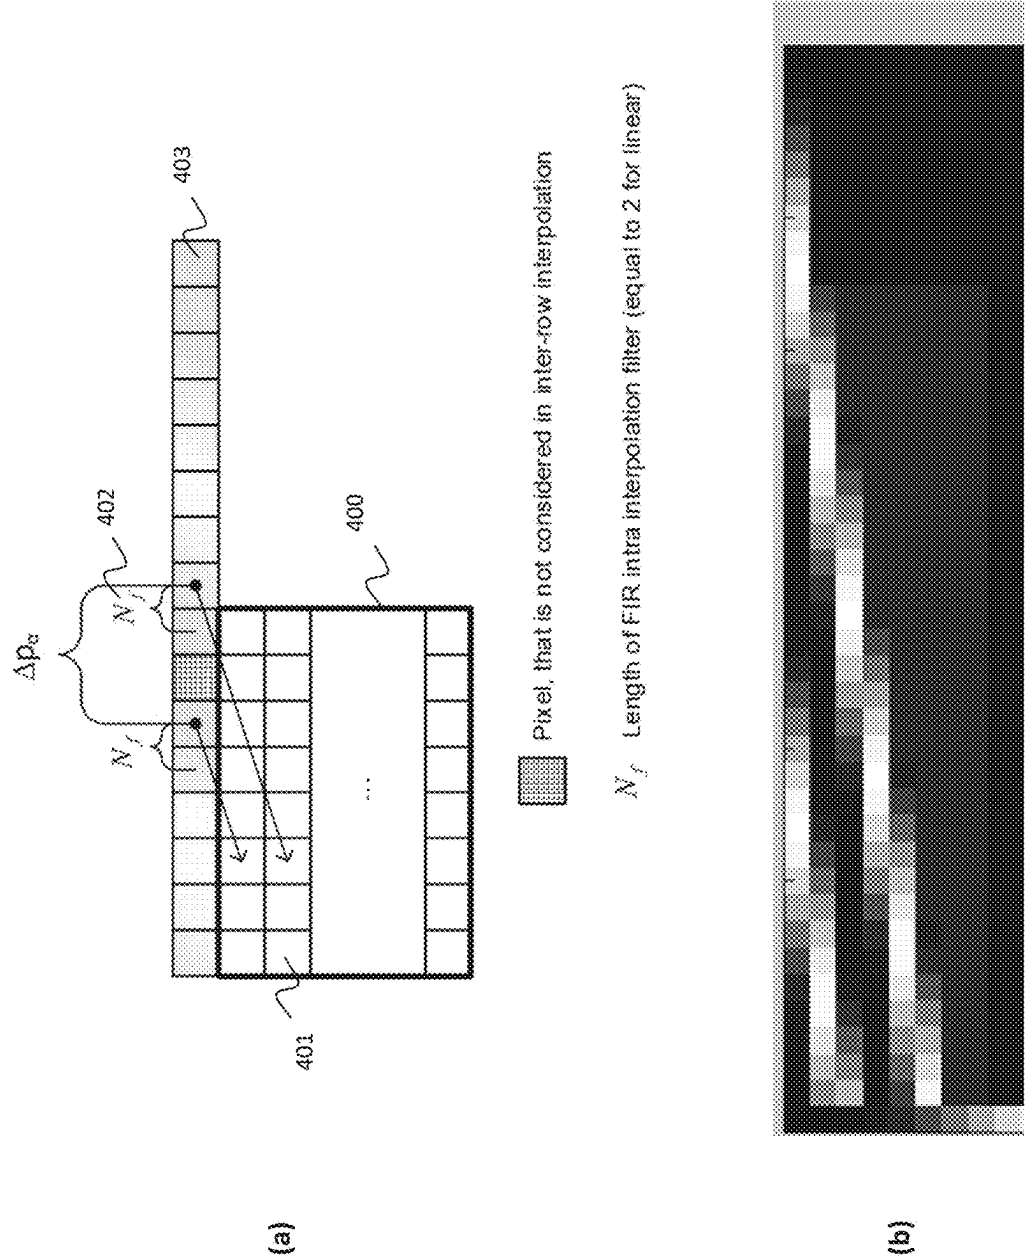 (a)
Δpα
402
403
N_f
N_f
400
401
...
Pixel, that is not considered in inter-row interpolation
N_f Length of FIR intra interpolation filter (equal to 2 for linear)
(b)